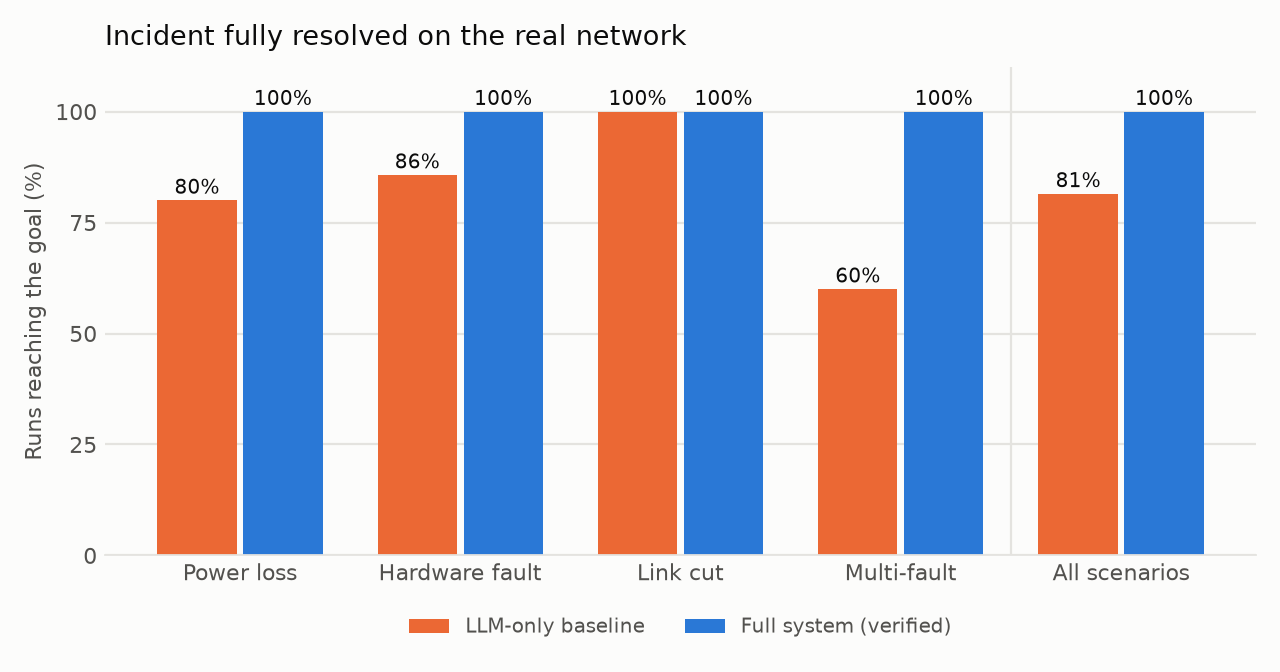 Incident fully resolved on the real network
Runs reaching the goal (%)
100
75
50
25
0
80%
100%
86%
100%
100%
100%
60%
100%
81%
100%
Power loss
Hardware fault
Link cut
Multi-fault
All scenarios
LLM-only baseline
Full system (verified)